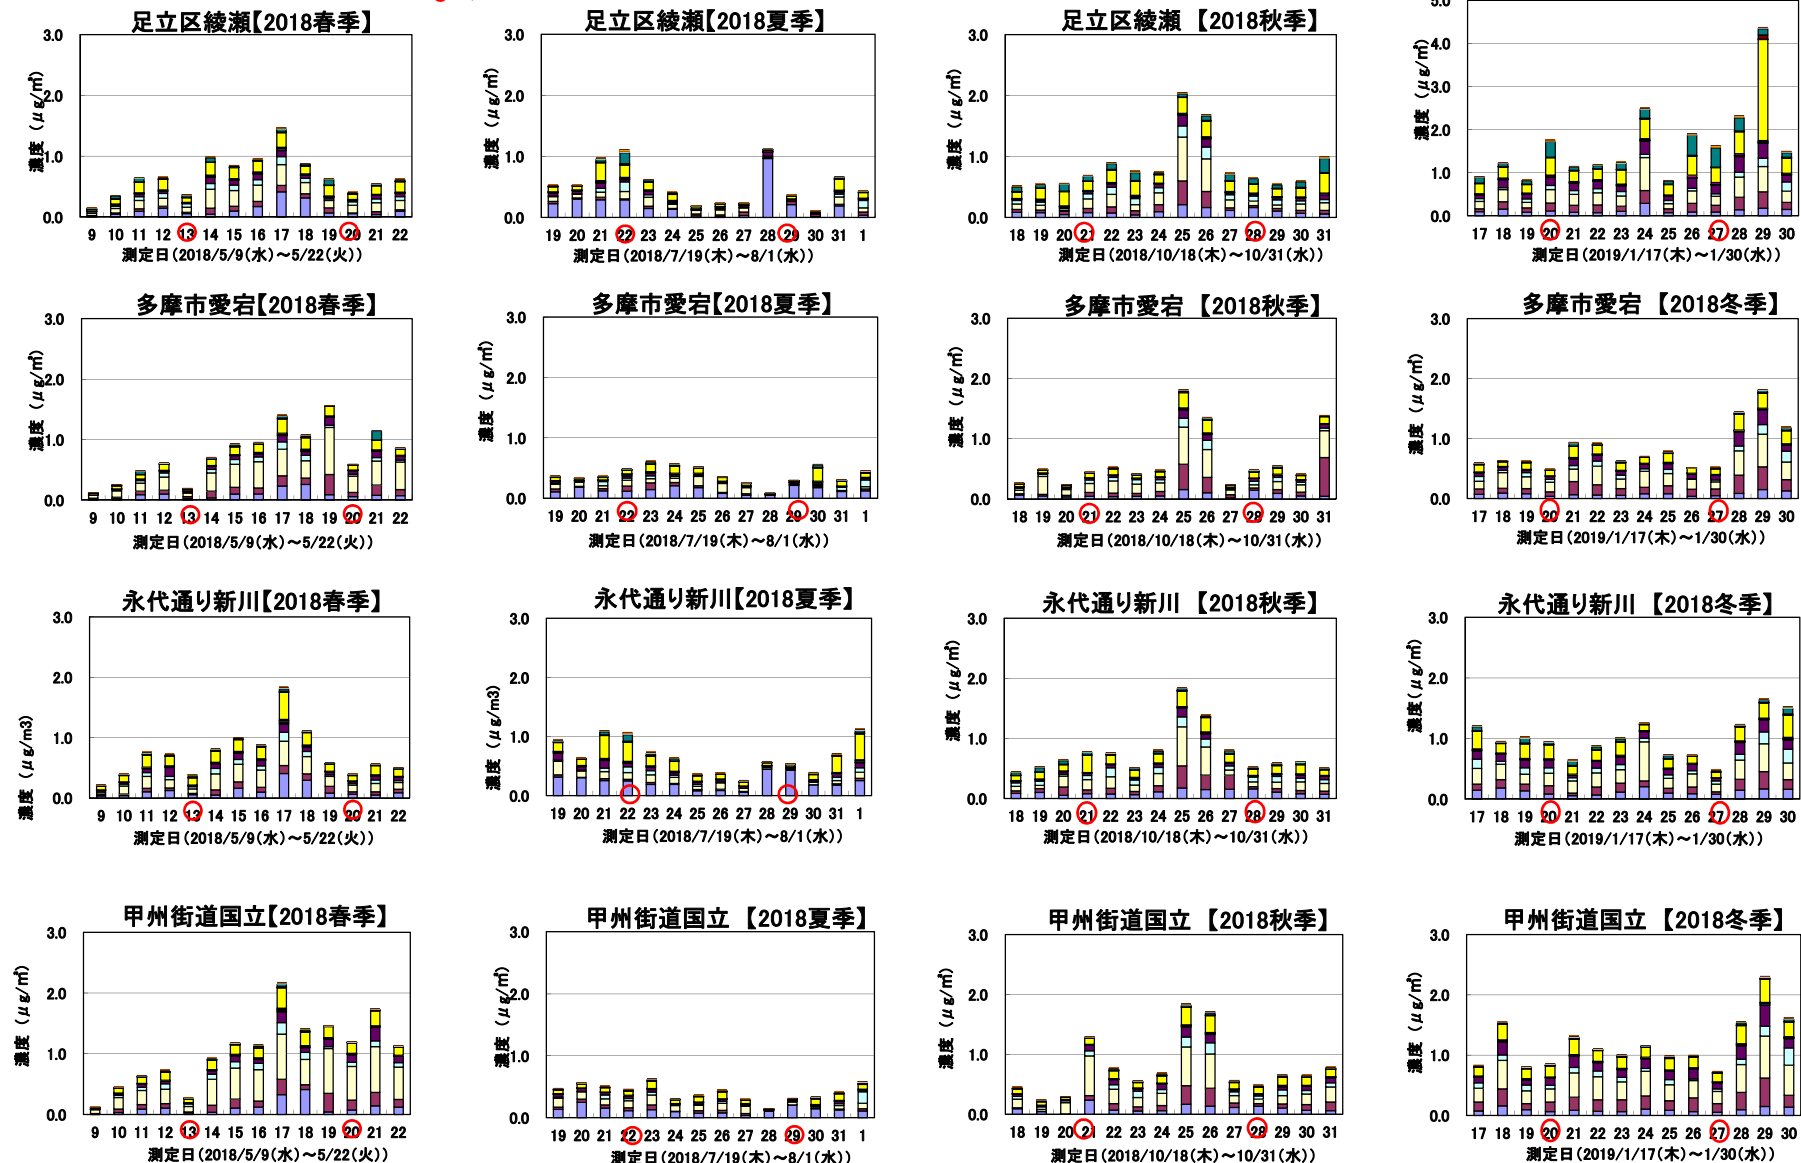 足立区綾瀬【2018春季】
濃度（μg/㎥）
3.0
2.0
1.0
0.0
9 10 11 12 13 14 15 16 17 18 19 20 21 22
測定日(2018/5/9(水)～5/22(火))
足立区綾瀬【2018夏季】
濃度（μg/㎥）
3.0
2.0
1.0
0.0
19 20 21 22 23 24 25 26 27 28 29 30 31 1
測定日(2018/7/19(木)～8/1(水))
足立区綾瀬 【2018秋季】
濃度（μg/㎥）
3.0
2.0
1.0
0.0
18 19 20 21 22 23 24 25 26 27 28 29 30 31
測定日(2018/10/18(木)～10/31(水))
濃度（μg/㎥）
5.0
4.0
3.0
2.0
1.0
0.0
17 18 19 20 21 22 23 24 25 26 27 28 29 30
測定日(2019/1/17(木)～1/30(水))
多摩市愛宕【2018春季】
濃度（μg/㎥）
3.0
2.0
1.0
0.0
9 10 11 12 13 14 15 16 17 18 19 20 21 22
測定日(2018/5/9(水)～5/22(火))
多摩市愛宕【2018夏季】
濃度（μg/㎥）
3.0
2.0
1.0
0.0
19 20 21 22 23 24 25 26 27 28 29 30 31 1
測定日(2018/7/19(木)～8/1(水))
多摩市愛宕 【2018秋季】
濃度（μg/㎥）
3.0
2.0
1.0
0.0
18 19 20 21 22 23 24 25 26 27 28 29 30 31
測定日(2018/10/18(木)～10/31(水))
多摩市愛宕 【2018冬季】
濃度（μg/㎥）
3.0
2.0
1.0
0.0
17 18 19 20 21 22 23 24 25 26 27 28 29 30
測定日(2019/1/17(木)～1/30(水))
永代通り新川【2018春季】
濃度（μg/m3)
3.0
2.0
1.0
0.0
9 10 11 12 13 14 15 16 17 18 19 20 21 22
測定日(2018/5/9(水)～5/22(火))
永代通り新川【2018夏季】
濃度（μg/m3)
3.0
2.0
1.0
0.0
19 20 21 22 23 24 25 26 27 28 29 30 31 1
測定日(2018/7/19(木)～8/1(水))
永代通り新川 【2018秋季】
濃度（μg/㎥）
3.0
2.0
1.0
0.0
18 19 20 21 22 23 24 25 26 27 28 29 30 31
測定日(2018/10/18(木)～10/31(水))
永代通り新川 【2018冬季】
濃度(μg/㎥）
3.0
2.0
1.0
0.0
17 18 19 20 21 22 23 24 25 26 27 28 29 30
測定日(2019/1/17(木)～1/30(水))
甲州街道国立【2018春季】
濃度（μg/㎥）
3.0
2.0
1.0
0.0
9 10 11 12 13 14 15 16 17 18 19 20 21 22
測定日(2018/5/9(水)～5/22(火))
甲州街道国立 【2018夏季】
濃度（μg/㎥）
3.0
2.0
1.0
0.0
19 20 21 22 23 24 25 26 27 28 29 30 31 1
測定日(2018/7/19(木)～8/1(水))
甲州街道国立 【2018秋季】
濃度（μg/㎥）
3.0
2.0
1.0
0.0
18 19 20 21 22 23 24 25 26 27 28 29 30 31
測定日(2018/10/18(木)～10/31(水))
甲州街道国立 【2018冬季】
濃度（μg/㎥）
3.0
2.0
1.0
0.0
17 18 19 20 21 22 23 24 25 26 27 28 29 30
測定日(2019/1/17(木)～1/30(水))